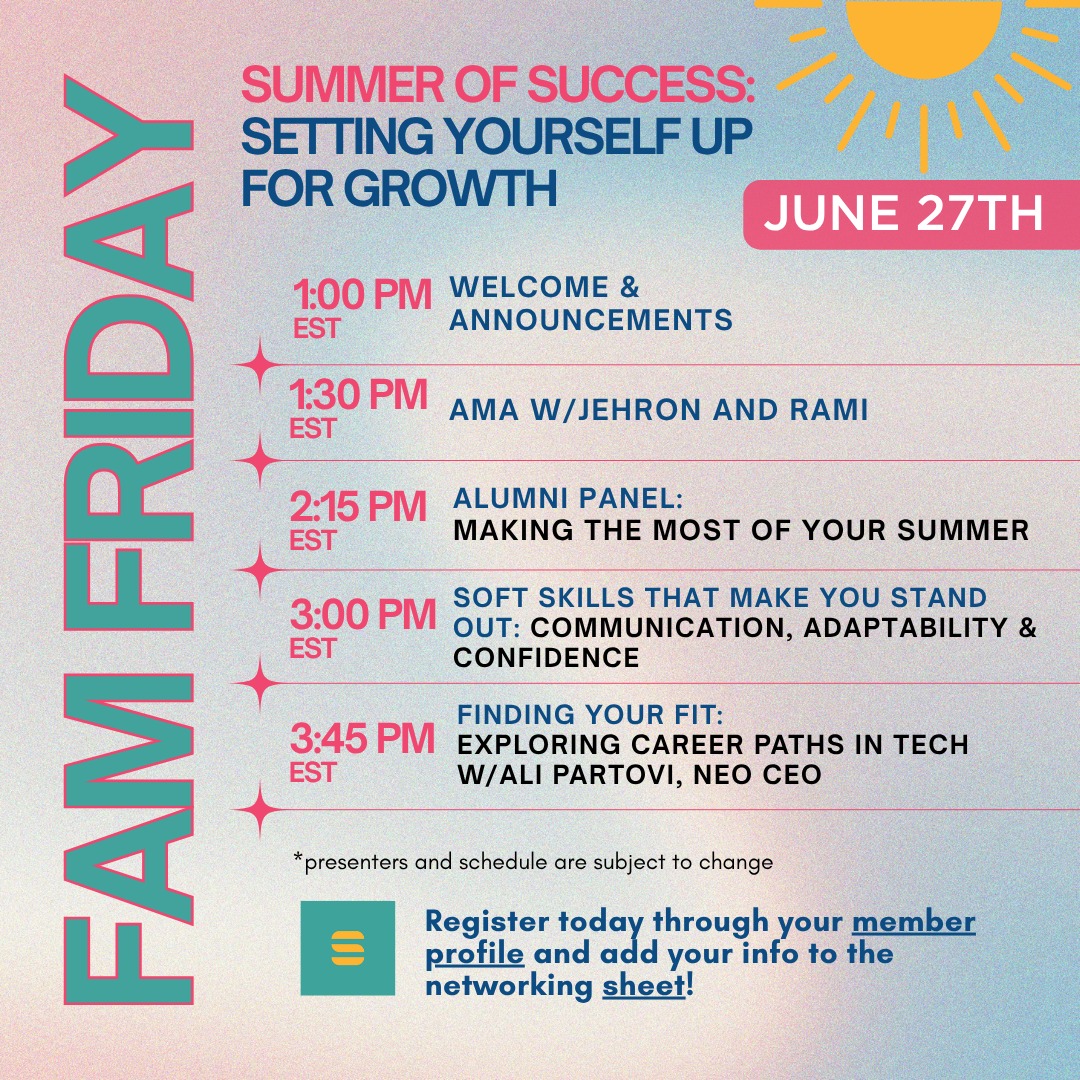 FAM FRIDAY
SUMMER OF SUCCESS:
SETTING YOURSELF UP
FOR GROWTH
JUNE 27TH
1:00 PM
EST
WELCOME &
ANNOUNCEMENTS
1:30 PM
EST
AMA W/JEHRON AND RAMI
2:15 PM
EST
ALUMNI PANEL:
MAKING THE MOST OF YOUR SUMMER
3:00 PM
EST
SOFT SKILLS THAT MAKE YOU STAND
OUT: COMMUNICATION, ADAPTABILITY &
CONFIDENCE
3:45 PM
EST
FINDING YOUR FIT:
EXPLORING CAREER PATHS IN TECH
W/ALI PARTOVI, NEO CEO
*presenters and schedule are subject to change
Register today through your member
profile and add your info to the
networking sheet!